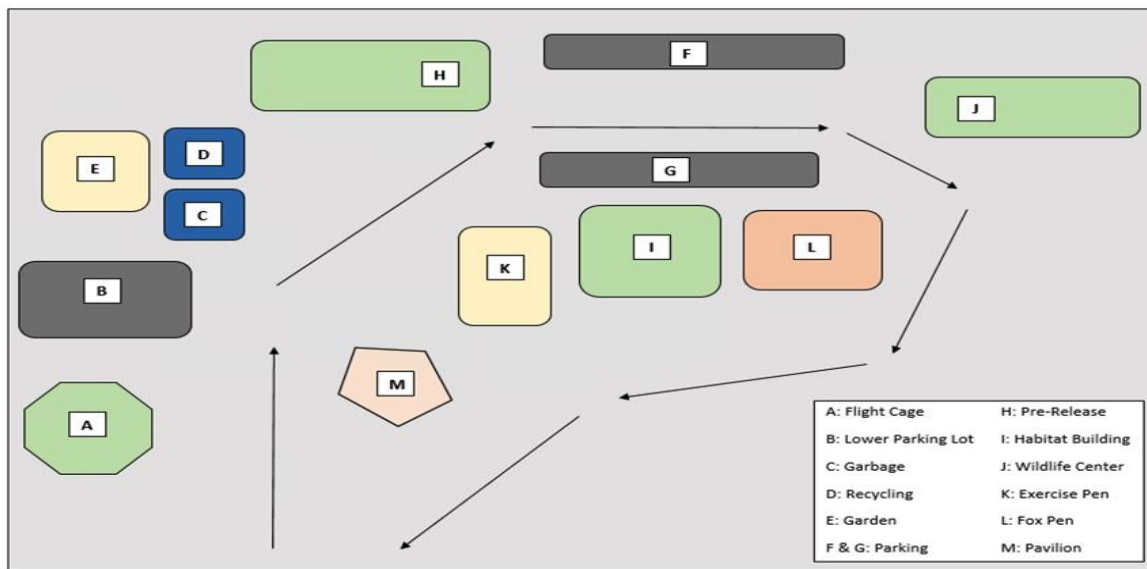 H
F
J
D
E
G
C
I
L
K
B
M
A
A: Flight Cage
B: Lower Parking Lot
C: Garbage
D: Recycling
E: Garden
F & G: Parking
H: Pre-Release
I: Habitat Building
J: Wildlife Center
K: Exercise Pen
L: Fox Pen
M: Pavilion